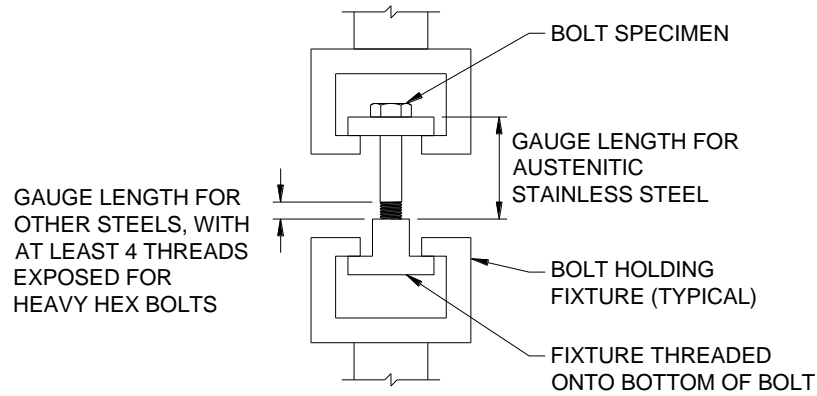 BOLT SPECIMEN
GAUGE LENGTH FOR
AUSTENITIC
STAINLESS STEEL
GAUGE LENGTH FOR
OTHER STEELS, WITH
AT LEAST 4 THREADS
EXPOSED FOR
HEAVY HEX BOLTS
BOLT HOLDING
FIXTURE (TYPICAL)
FIXTURE THREADED
ONTO BOTTOM OF BOLT